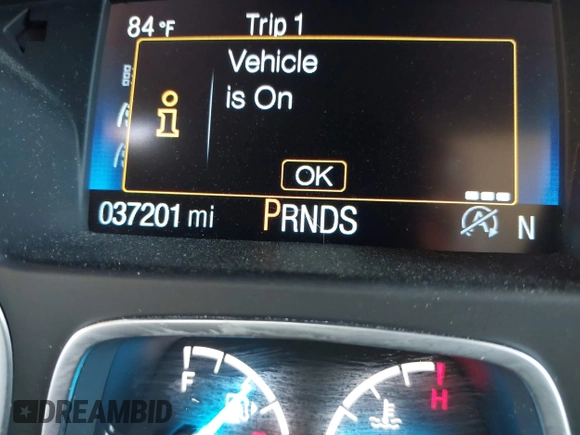 84 °F Trip 1
Vehicle
is On
i
OK
037201 mi PRNDS A N
F H
DREAMBID